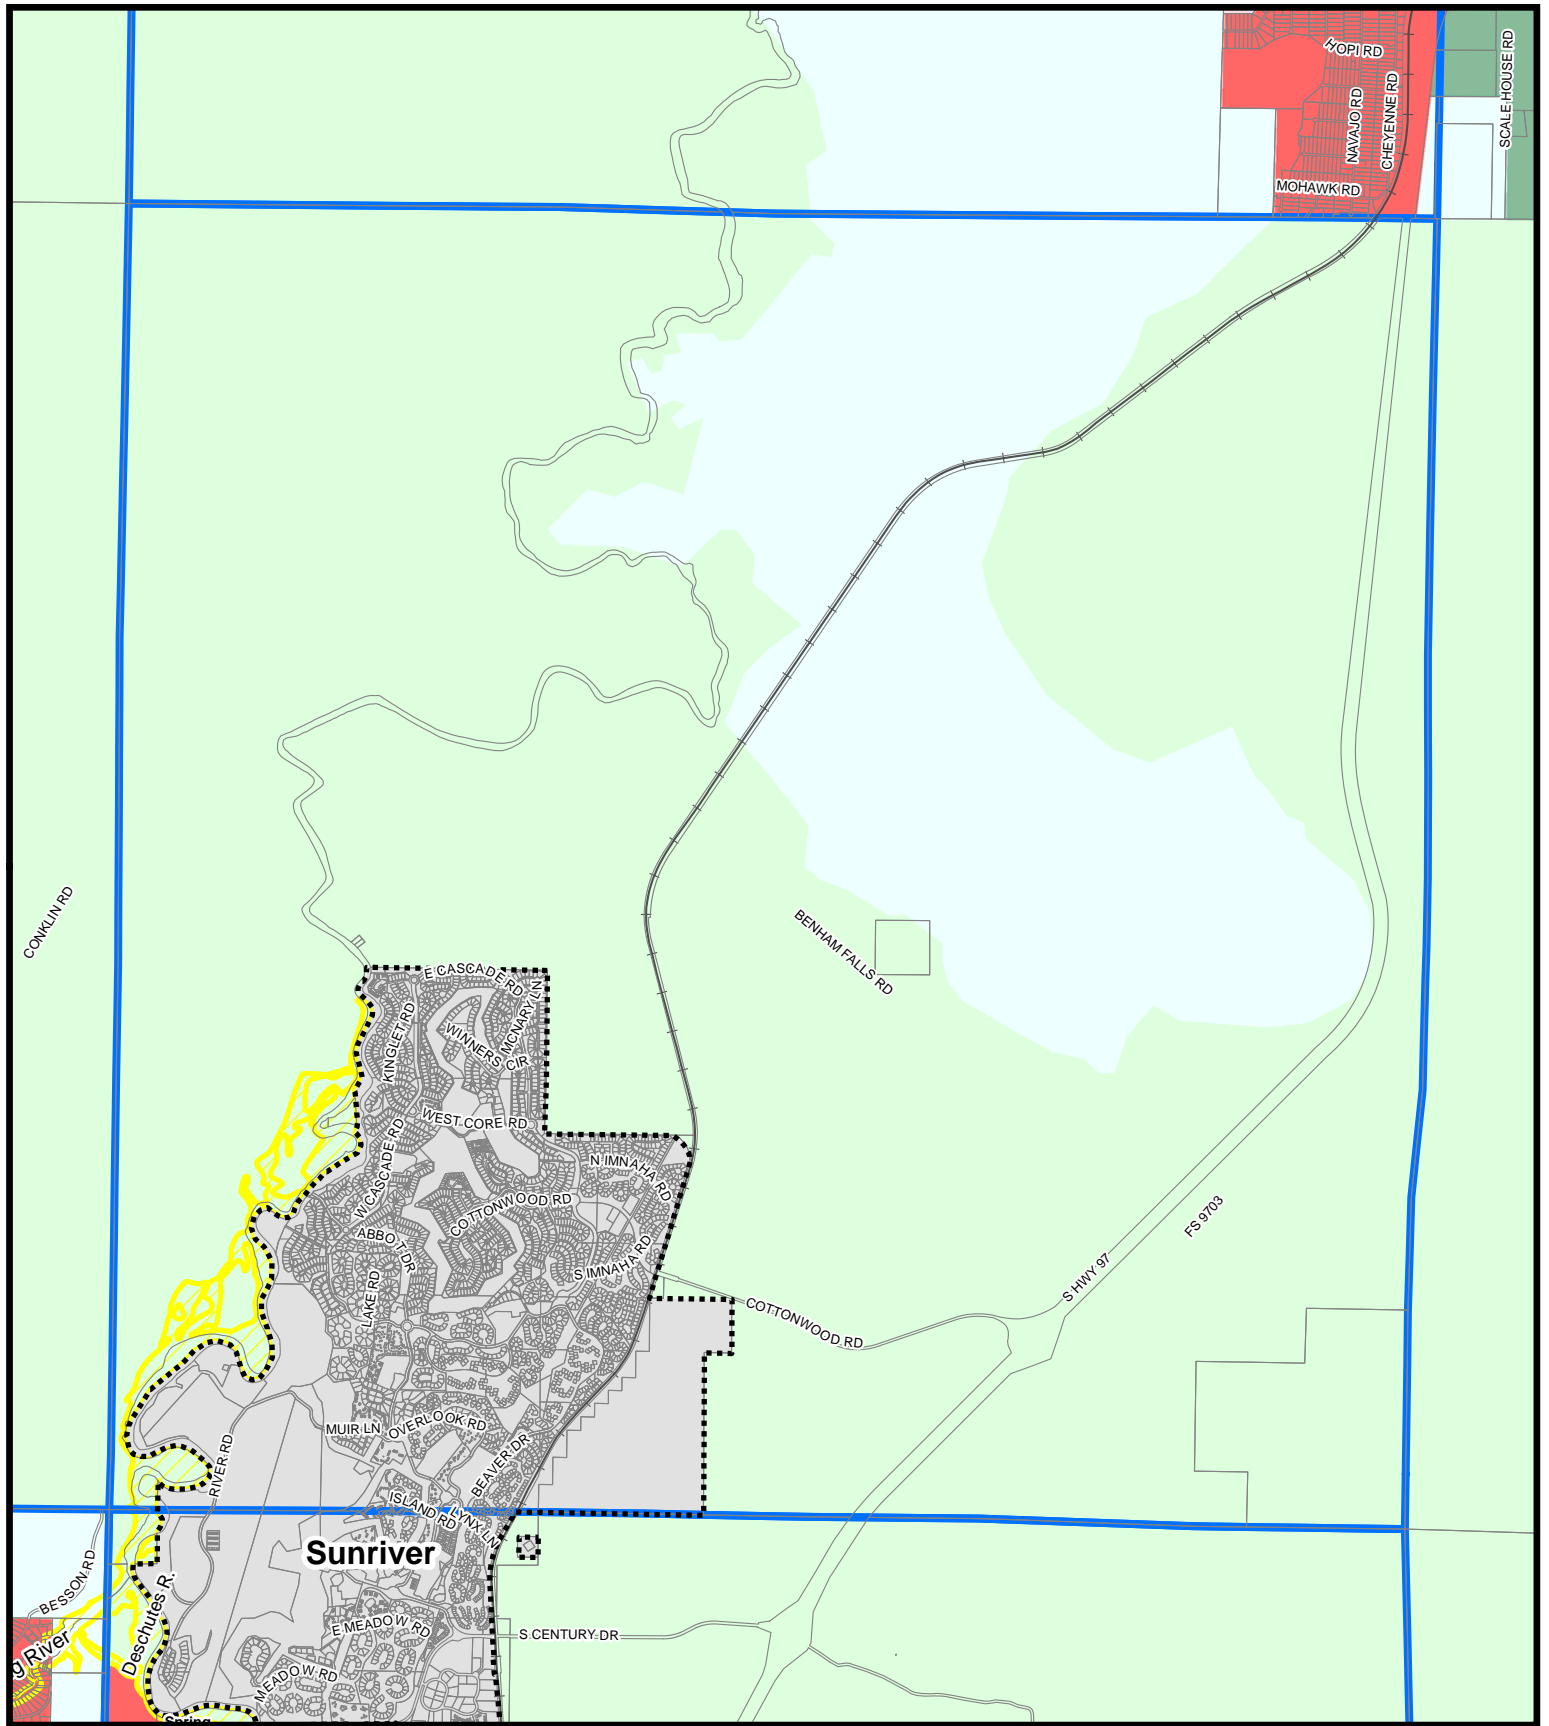 HOPI RD
SCALE HOUSE RD
NAVAJO RD
CHEYENNE RD
MOHAWK RD
CONKLIN RD
BENHAM FALLS RD
E CASCADE RD
MCNARY LN
KINGLET RD
WINNERS CIR
WEST CORE RD
W CASCADE RD
N IMNAHA RD
COTTONWOOD RD
ABBOT DR
S IMNAHA RD
LAKE RD
FS 9703
S HWY 97
COTTONWOOD RD
MUIR LN
OVERLOOK RD
BEAVER DR
RIVER RD
ISLAND RD
LYNX LN
Sunriver
BESSON RD
Deschutes R.
E MEADOW RD
S CENTURY DR
g River
MEADOW RD
Spring